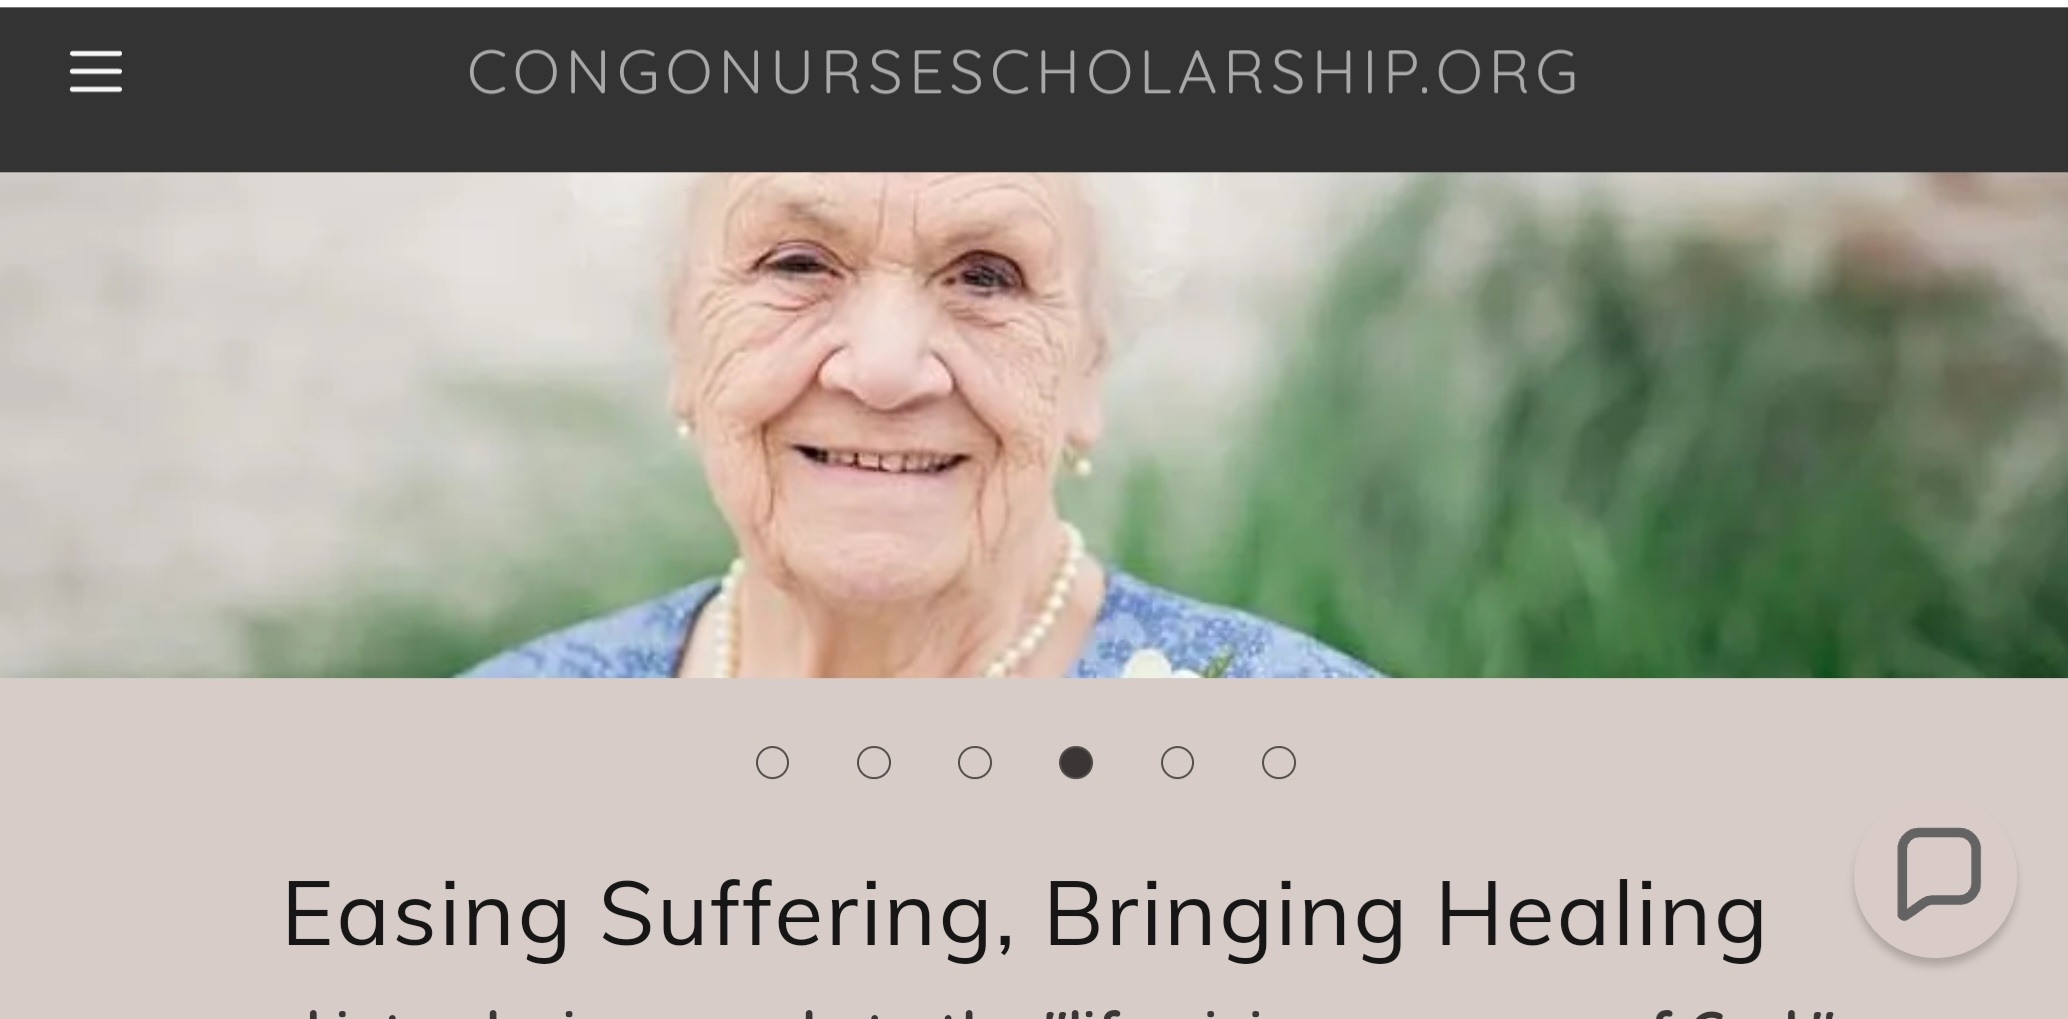 CONGONURSESCHOLARSHIP.ORG
Easing Suffering, Bringing Healing